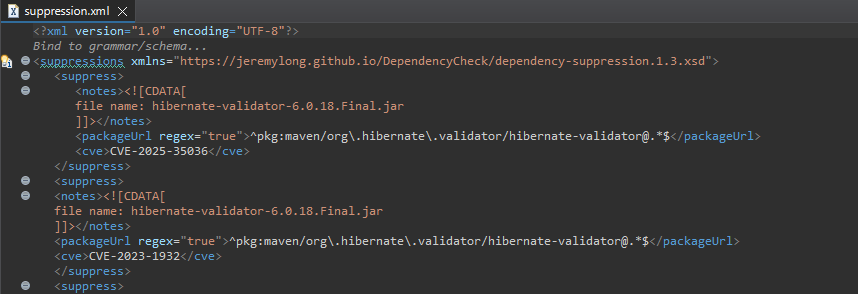 suppression.xml
<?xml version="1.0" encoding="UTF-8"?>
Bind to grammar/schema...
<suppressions xmlns="https://jeremylong.github.io/DependencyCheck/dependency-suppression.1.3.xsd">
<suppress>
<notes><![CDATA[
file name: hibernate-validator-6.0.18.Final.jar
]]></notes>
<packageUrl regex="true">^pkg:maven/org\.hibernate\.validator/hibernate-validator@.*$</packageUrl>
<cve>CVE-2025-35036</cve>
</suppress>
<suppress>
<notes><![CDATA[
file name: hibernate-validator-6.0.18.Final.jar
]]></notes>
<packageUrl regex="true">^pkg:maven/org\.hibernate\.validator/hibernate-validator@.*$</packageUrl>
<cve>CVE-2023-1932</cve>
</suppress>
<suppress>